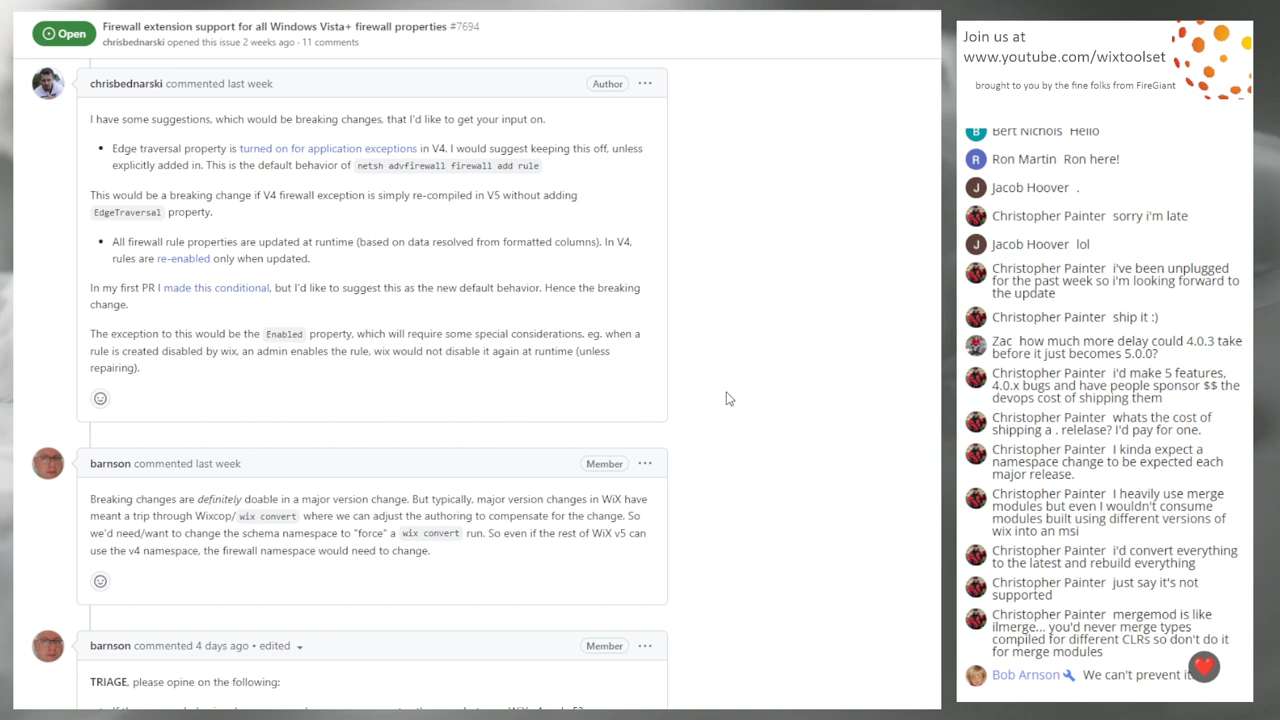 Open
Firewall extension support for all Windows Vista+ firewall properties #7694
chrisbednarski opened this issue 2 weeks ago · 11 comments
chrisbednarski commented last week
Author
I have some suggestions, which would be breaking changes, that I'd like to get your input on.
• Edge traversal property is turned on for application exceptions in V4. I would suggest keeping this off, unless
explicitly added in. This is the default behavior of netsh advfirewall firewall add rule
This would be a breaking change if V4 firewall exception is simply re-compiled in V5 without adding
EdgeTraversal property.
• All firewall rule properties are updated at runtime (based on data resolved from formatted columns). In V4,
rules are re-enabled only when updated.
In my first PR I made this conditional, but I'd like to suggest this as the new default behavior. Hence the breaking
change.
The exception to this would be the Enabled property, which will require some special considerations, eg. when a
rule is created disabled by wix, an admin enables the rule, wix would not disable it again at runtime (unless
repairing).
barnson commented last week
Member
Breaking changes are definitely doable in a major version change. But typically, major version changes in WiX have
meant a trip through Wixcop/ wix convert where we can adjust the authoring to compensate for the change. So
we'd need/want to change the schema namespace to "force" a wix convert run. So even if the rest of WiX v5 can
use the v4 namespace, the firewall namespace would need to change.
barnson commented 4 days ago • edited
Member
TRIAGE, please opine on the following:
Join us at
www.youtube.com/wixtoolset
brought to you by the fine folks from FireGiant
B Bert Nichols Hello
R Ron Martin Ron here!
J Jacob Hoover .
Christopher Painter sorry i'm late
J Jacob Hoover lol
Christopher Painter i've been unplugged
for the past week so i'm looking forward to
the update
Christopher Painter ship it :)
Zac how much more delay could 4.0.3 take
before it just becomes 5.0.0?
Christopher Painter i'd make 5 features,
4.0.x bugs and have people sponsor $$ the
devops cost of shipping them
Christopher Painter whats the cost of
shipping a . relelase? I'd pay for one.
Christopher Painter I kinda expect a
namespace change to be expected each
major release.
Christopher Painter I heavily use merge
modules but even I wouldn't consume
modules built using different versions of
wix into an msi
Christopher Painter i'd convert everything
to the latest and rebuild everything
Christopher Painter just say it's not
supported
Christopher Painter mergemod is like
ilmerge... you'd never merge types
compiled for different CLRs so don't do it
for merge modules
Bob Arnson We can't prevent